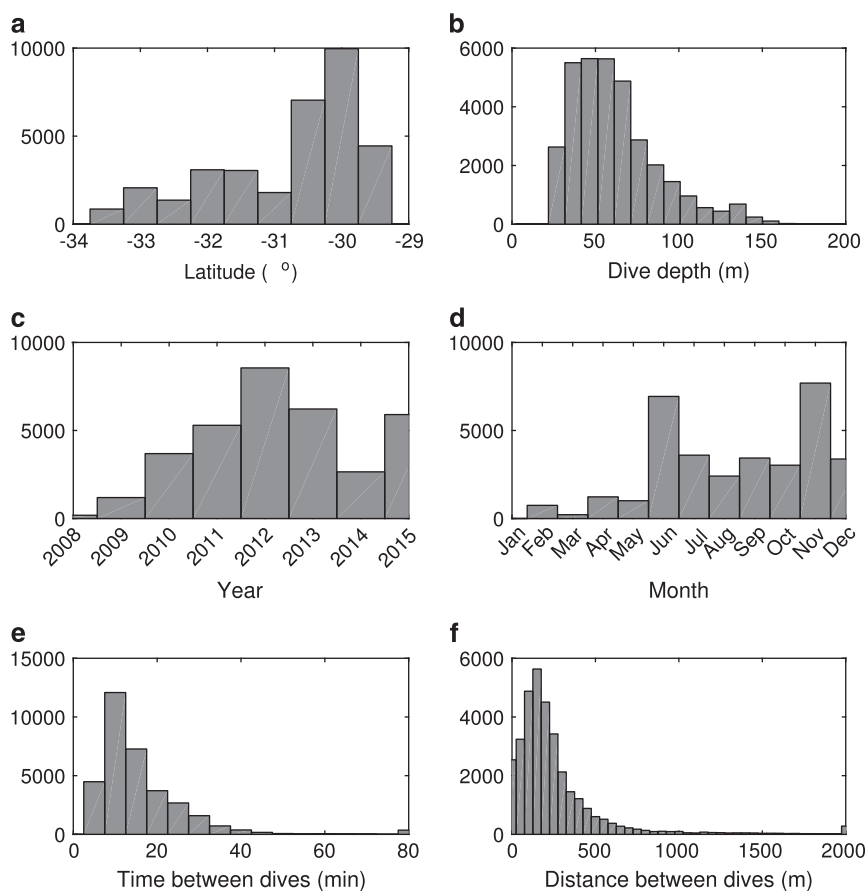 a
10000
5000
0
-34
-33
-32
-31
-30
-29
Latitude ( o)
b
6000
4000
2000
0
0
50
100
150
200
Dive depth (m)
c
10000
5000
0
2008
2009
2010
2011
2012
2013
2014
2015
Year
d
10000
5000
0
Jan
Feb
Mar
Apr
May
Jun
Jul
Aug
Sep
Oct
Nov
Dec
Month
e
15000
10000
5000
0
0
20
40
60
80
Time between dives (min)
f
6000
4000
2000
0
0
500
1000
1500
2000
Distance between dives (m)